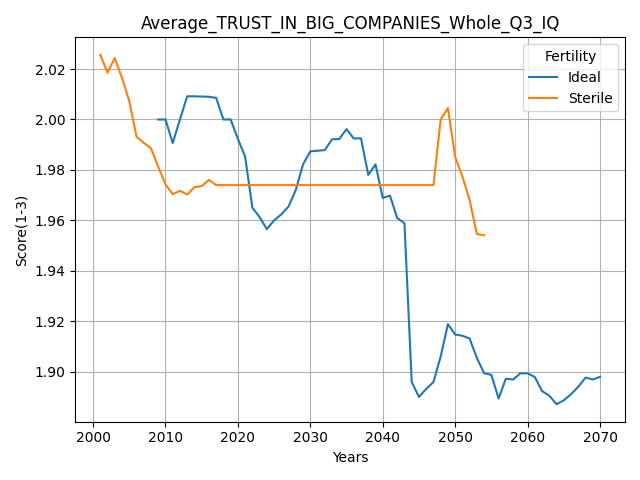 Average_TRUST_IN_BIG_COMPANIES_Whole_Q3_IQ
Fertility
Ideal
Sterile
Score(1-3)
2.02
2.00
1.98
1.96
1.94
1.92
1.90
2000 2010 2020 2030 2040 2050 2060 2070
Years